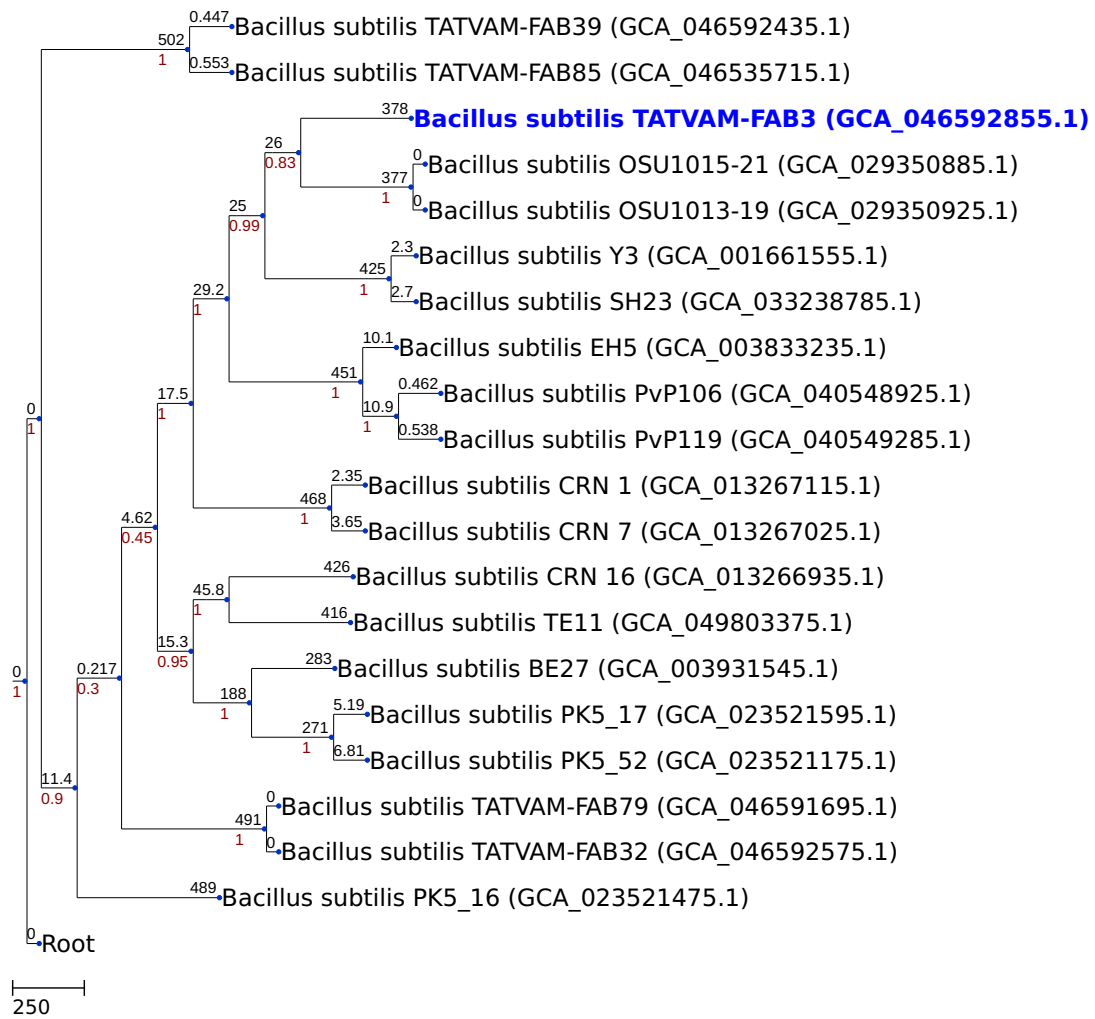 0.447
Bacillus subtilis TATVAM-FAB39 (GCA_046592435.1)
502
1
0.553
Bacillus subtilis TATVAM-FAB85 (GCA_046535715.1)
378
Bacillus subtilis TATVAM-FAB3 (GCA_046592855.1)
26
0.83
0
Bacillus subtilis OSU1015-21 (GCA_029350885.1)
377
1
0
Bacillus subtilis OSU1013-19 (GCA_029350925.1)
25
0.99
2.3
Bacillus subtilis Y3 (GCA_001661555.1)
425
1
2.7
Bacillus subtilis SH23 (GCA_033238785.1)
29.2
1
10.1
Bacillus subtilis EH5 (GCA_003833235.1)
451
1
0.462
Bacillus subtilis PvP106 (GCA_040548925.1)
10.9
1
0.538
Bacillus subtilis PvP119 (GCA_040549285.1)
17.5
1
0
1
2.35
Bacillus subtilis CRN 1 (GCA_013267115.1)
468
1
3.65
Bacillus subtilis CRN 7 (GCA_013267025.1)
4.62
0.45
426
Bacillus subtilis CRN 16 (GCA_013266935.1)
45.8
1
416
Bacillus subtilis TE11 (GCA_049803375.1)
15.3
0.95
283
Bacillus subtilis BE27 (GCA_003931545.1)
0.217
0.3
0
1
188
1
5.19
Bacillus subtilis PK5_17 (GCA_023521595.1)
271
1
6.81
Bacillus subtilis PK5_52 (GCA_023521175.1)
11.4
0.9
0
Bacillus subtilis TATVAM-FAB79 (GCA_046591695.1)
491
1
0
Bacillus subtilis TATVAM-FAB32 (GCA_046592575.1)
489
Bacillus subtilis PK5_16 (GCA_023521475.1)
0
Root
250